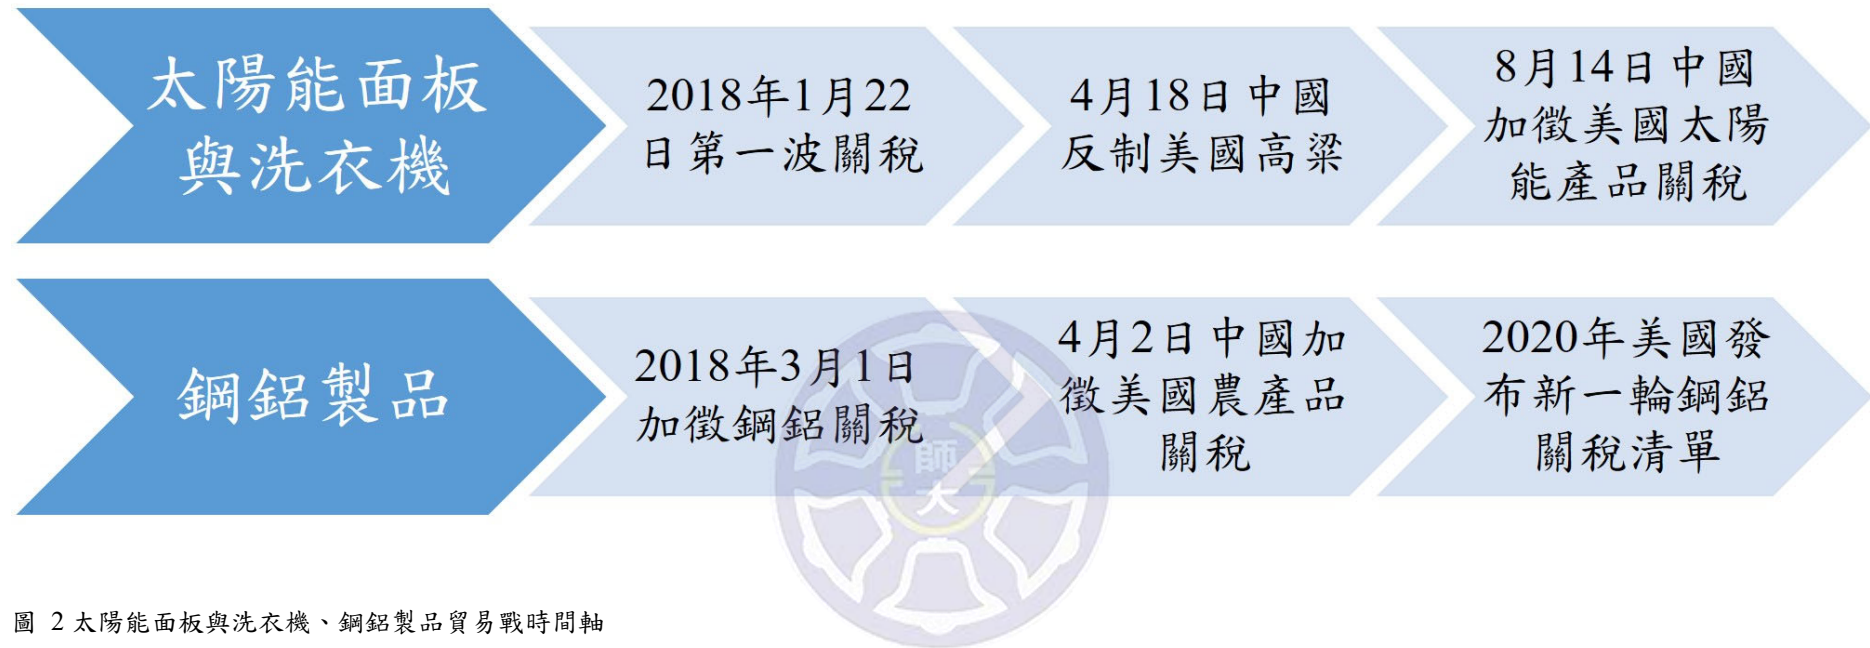 太陽能面板
與洗衣機
2018年1月22
日第一波關稅
4月18日中國
反制美國高粱
8月14日中國
加徵美國太陽
能產品關稅
鋼鋁製品
2018年3月1日
加徵鋼鋁關稅
4月2日中國加
徵美國農產品
關稅
2020年美國發
布新一輪鋼鋁
關稅清單
師
大
圖 2 太陽能面板與洗衣機、鋼鋁製品貿易戰時間軸